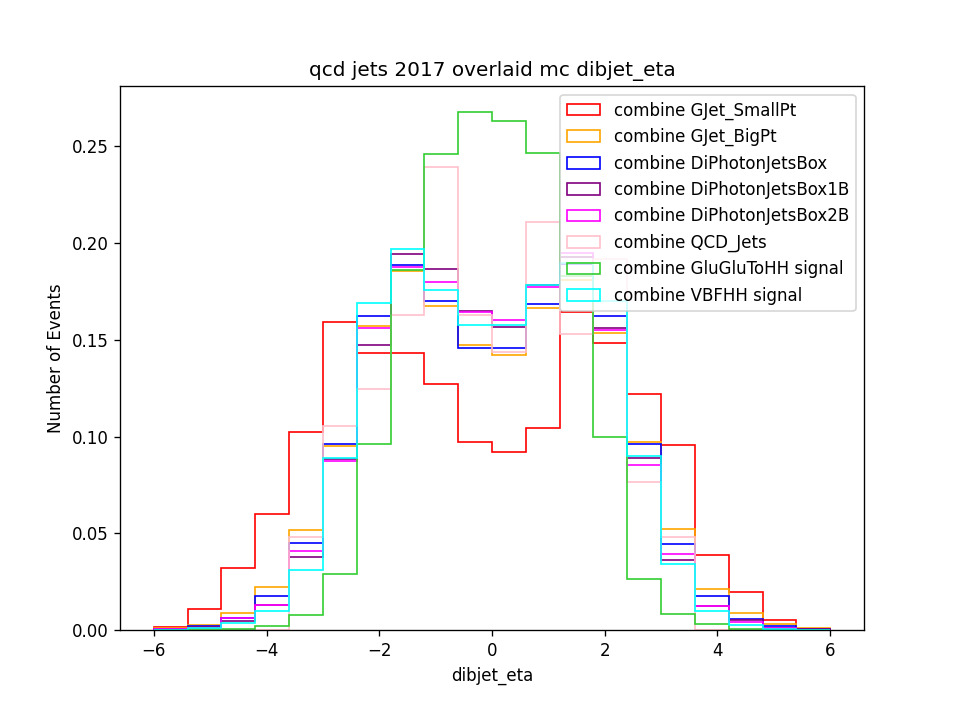 qcd jets 2017 overlaid mc dibjet_eta
combine GJet_SmallPt
combine GJet_BigPt
combine DiPhotonJetsBox
combine DiPhotonJetsBox1B
combine DiPhotonJetsBox2B
combine QCD_Jets
combine GluGluToHH signal
combine VBFHH signal
Number of Events
0.25
0.20
0.15
0.10
0.05
0.00
−6 −4 −2 0 2 4 6
dibjet_eta